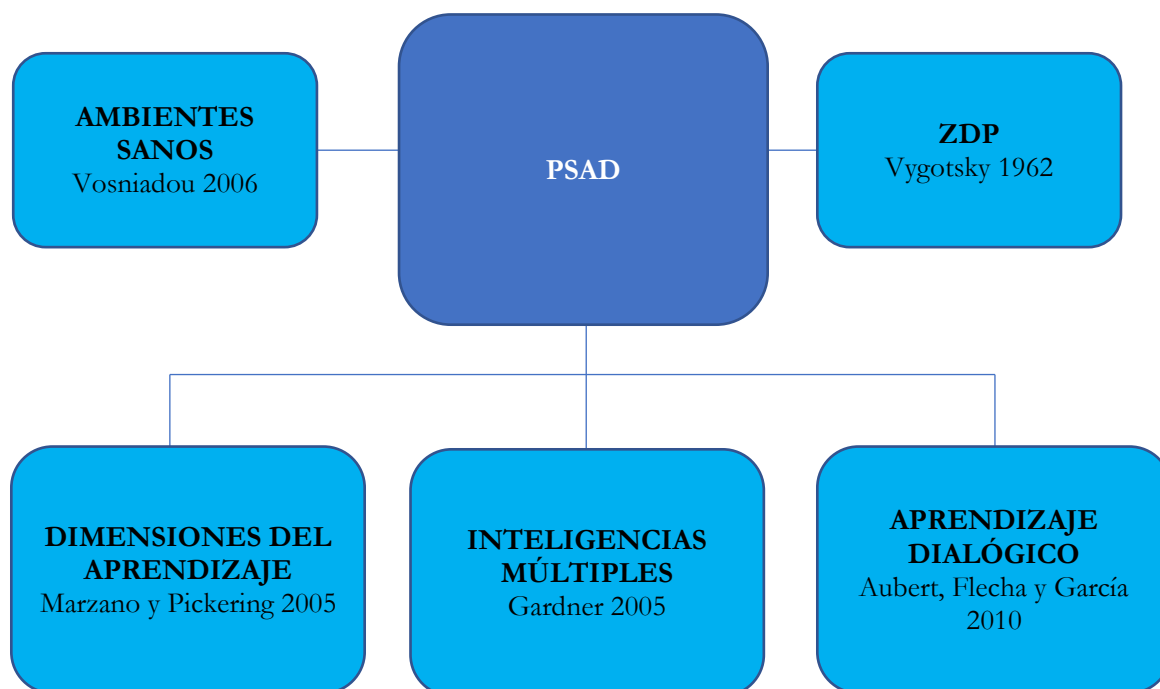 AMBIENTES
SANOS
Vosniadou 2006
PSAD
ZDP
Vygotsky 1962
DIMENSIONES DEL
APRENDIZAJE
Marzano y Pickering 2005
INTELIGENCIAS
MÚLTIPLES
Gardner 2005
APRENDIZAJE
DIALÓGICO
Aubert, Flecha y García
2010